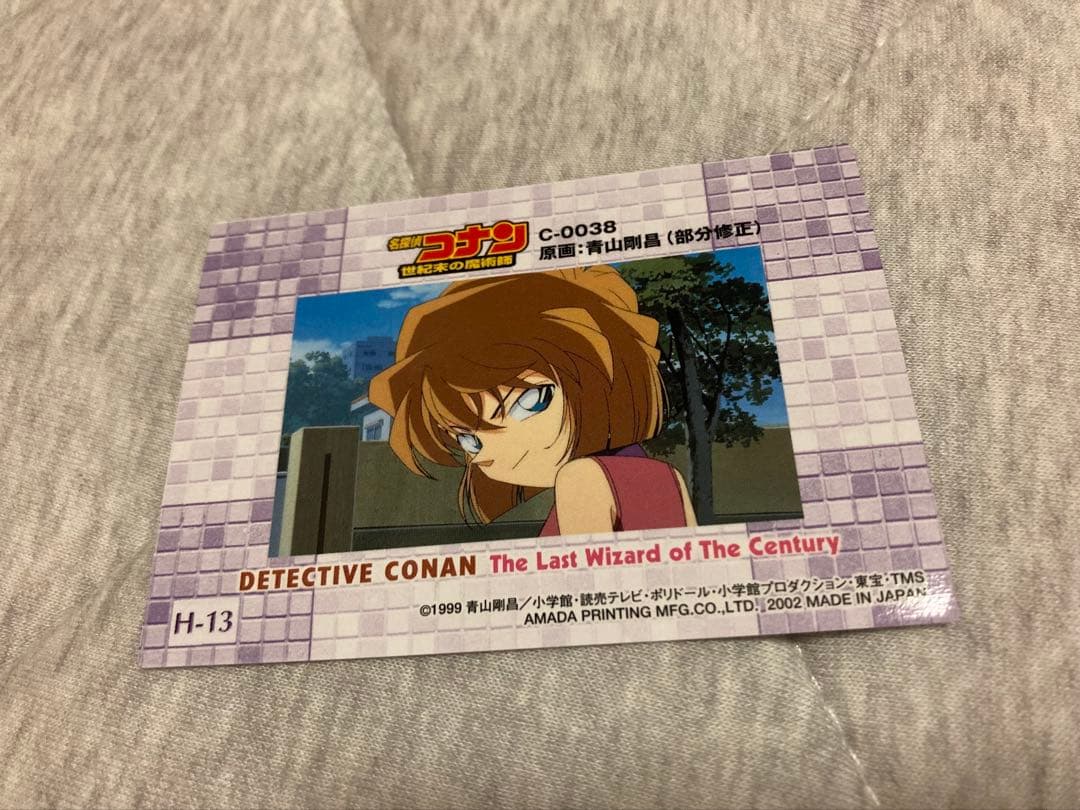 名探偵
コナン
世紀末の魔術師
C-0038
原画:青山剛昌(部分修正)
DETECTIVE CONAN The Last Wizard of The Century
©1999 青山剛昌/小学館・読売テレビ・ポリドール・小学館プロダクション・東宝・TMS
AMADA PRINTING MFG.CO.,LTD. 2002 MADE IN JAPAN
H-13